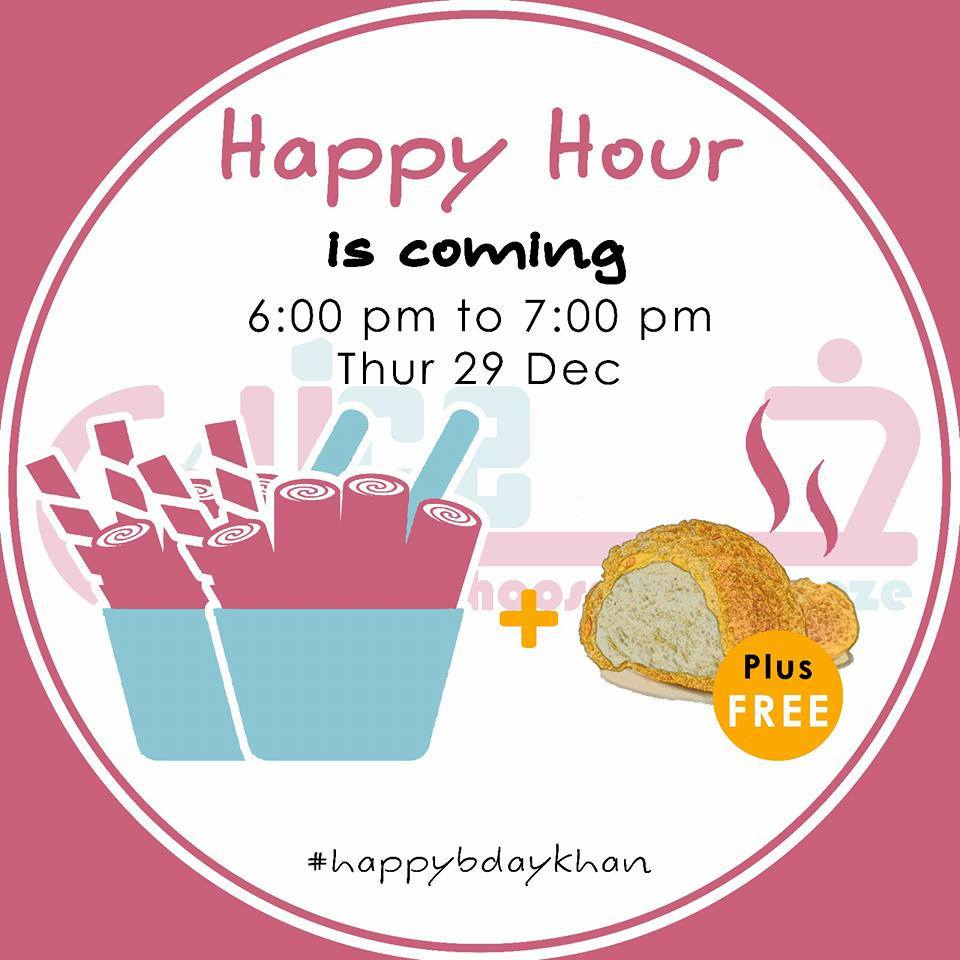 Happy Hour
is coming
6:00 pm to 7:00 pm
Thur 29 Dec
Plus
FREE
#happybdaykhan